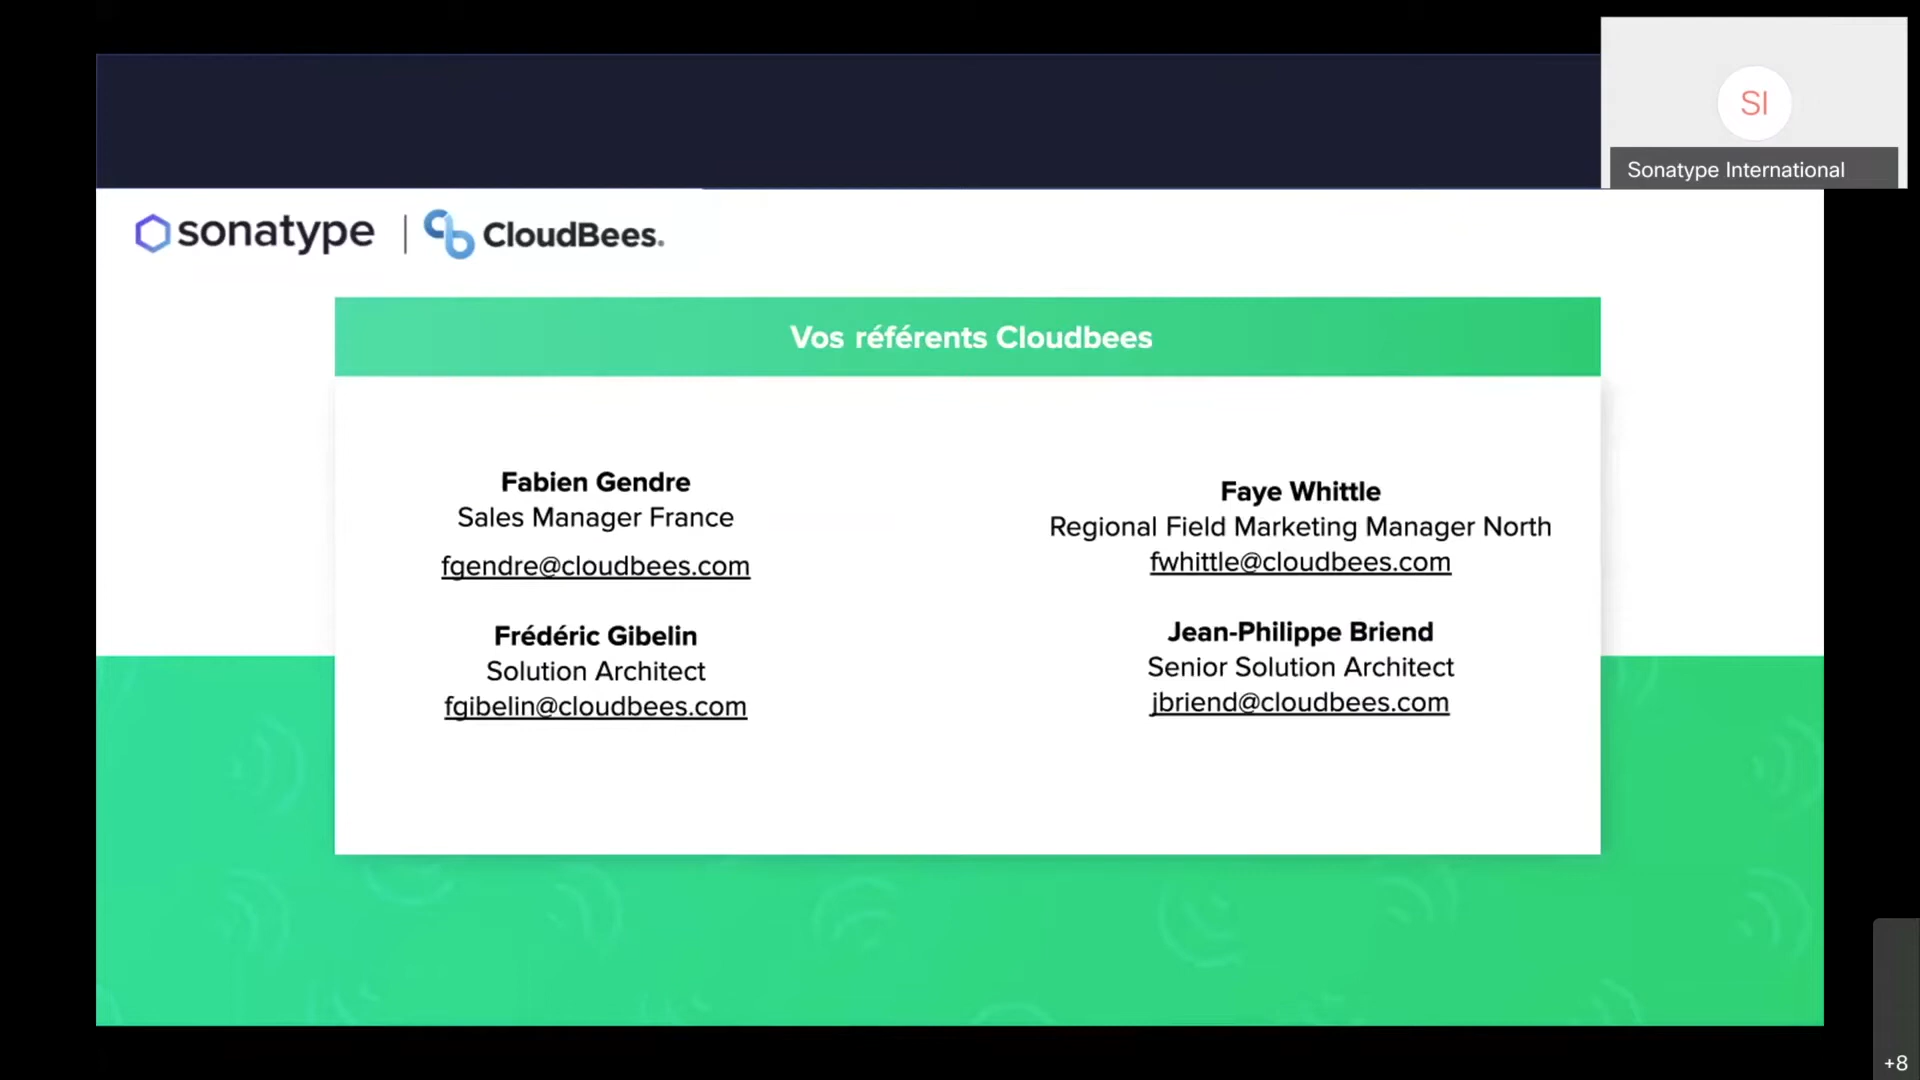 SI
Sonatype International
sonatype | CloudBees.
Vos référents Cloudbees
Fabien Gendre
Sales Manager France
fgendre@cloudbees.com
Frédéric Gibelin
Solution Architect
fgibelin@cloudbees.com
Faye Whittle
Regional Field Marketing Manager North
fwhittle@cloudbees.com
Jean-Philippe Briend
Senior Solution Architect
jbriend@cloudbees.com
+8